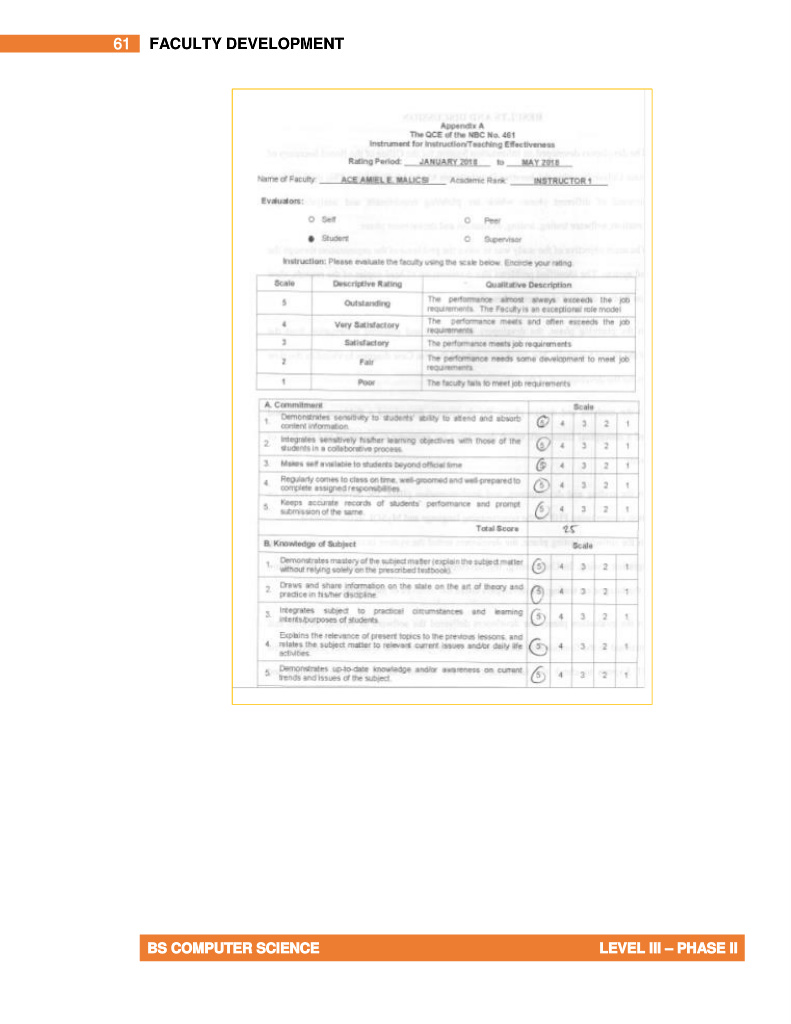 61 FACULTY DEVELOPMENT
Appendix A
The QCE of the NBC No. 461
Instrument for Instruction/Teaching Effectiveness
Rating Period: JANUARY 2018 to MAY 2018
Name of Faculty: ACE AMIEL E. MALICSI Academic Rank: INSTRUCTOR 1
Evaluators:
Self Peer
Student Supervisor
Instruction: Please evaluate the faculty using the scale below. Encircle your rating.
Scale Descriptive Rating Qualitative Description
5 Outstanding The performance almost always exceeds the job
requirements. The Faculty is an exceptional role model
4 Very Satisfactory The performance meets and often exceeds the job
requirements
3 Satisfactory The performance meets job requirements
2 Fair The performance needs some development to meet job
requirements.
1 Poor The faculty fails to meet job requirements
A. Commitment Scale
1. Demonstrates sensitivity to students' ability to attend and absorb
content information. 5 4 3 2 1
2. Integrates sensitively his/her learning objectives with those of the
students in a collaborative process. 5 4 3 2 1
3. Makes self available to students beyond official time 5 4 3 2 1
4. Regularly comes to class on time, well-groomed and well-prepared to
complete assigned responsibilities. 5 4 3 2 1
5. Keeps accurate records of students' performance and prompt
submission of the same. 5 4 3 2 1
Total Score 25
B. Knowledge of Subject Scale
1. Demonstrates mastery of the subject matter (explain the subject matter
without relying solely on the prescribed textbook). 5 4 3 2 1
2. Draws and share information on the state on the art of theory and
practice in his/her discipline. 5 4 3 2 1
3. Integrates subject to practical circumstances and learning
intents/purposes of students. 5 4 3 2 1
4. Explains the relevance of present topics to the previous lessons, and
relates the subject matter to relevant current issues and/or daily life
activities. 5 4 3 2 1
5. Demonstrates up-to-date knowledge and/or awareness on current
trends and issues of the subject. 5 4 3 2 1
BS COMPUTER SCIENCE LEVEL III – PHASE II